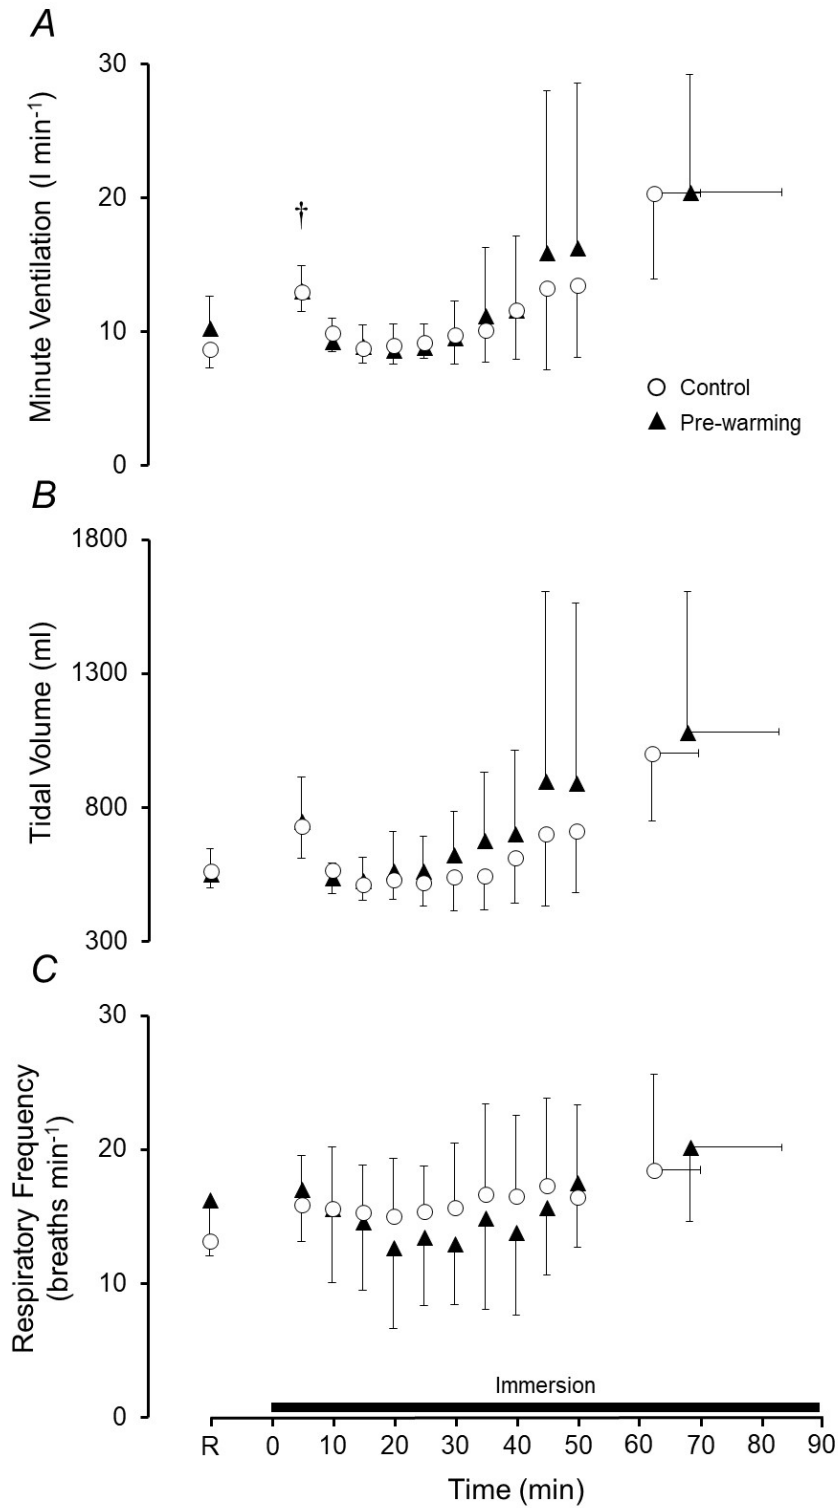 A
Minute Ventilation (l min-1)
30
20
10
0
†
Control
Pre-warming
B
Tidal Volume (ml)
1800
1300
800
300
C
Respiratory Frequency
(breaths min-1)
30
20
10
0
Immersion
R 0 10 20 30 40 50 60 70 80 90
Time (min)